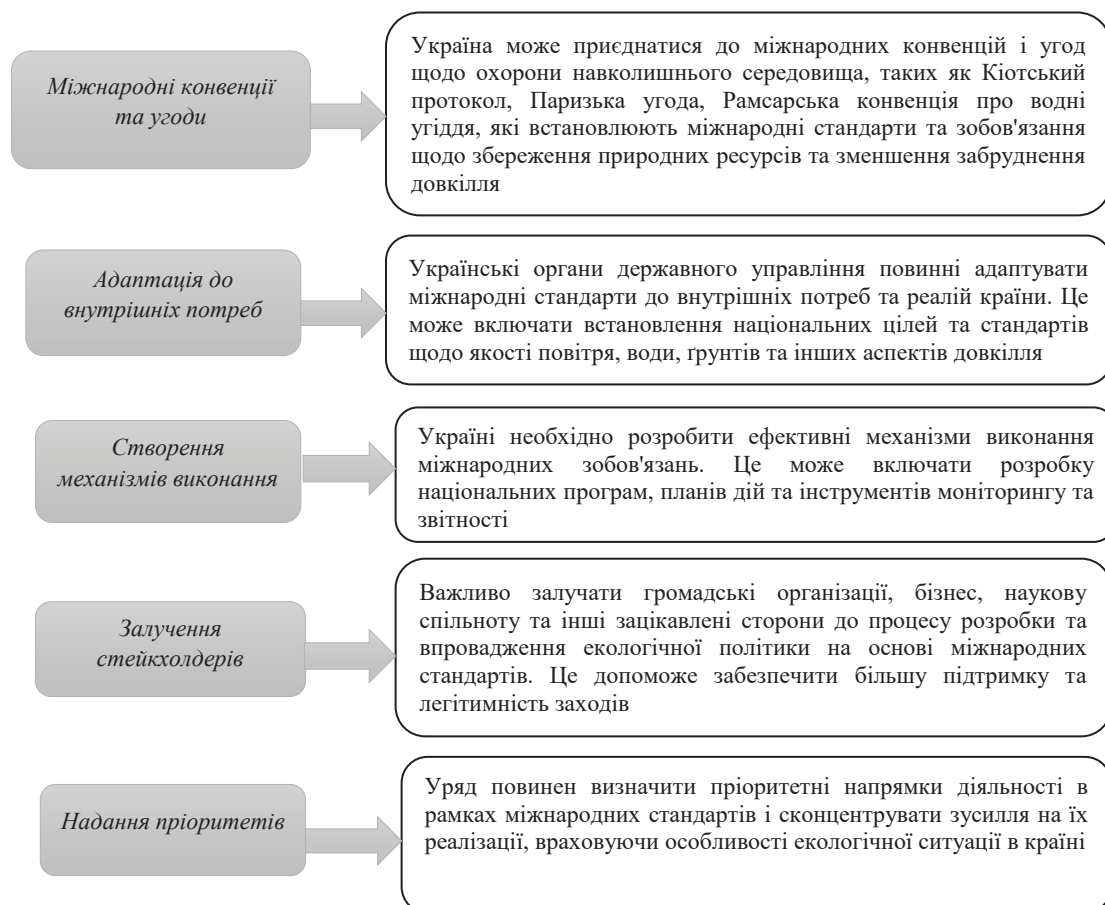 Міжнародні конвенції
та угоди
Україна може приєднатися до міжнародних конвенцій і угод
щодо охорони навколишнього середовища, таких як Кіотський
протокол, Паризька угода, Рамсарська конвенція про водні
угіддя, які встановлюють міжнародні стандарти та зобов'язання
щодо збереження природних ресурсів та зменшення забруднення
довкілля
Адаптація до
внутрішніх потреб
Українські органи державного управління повинні адаптувати
міжнародні стандарти до внутрішніх потреб та реалій країни. Це
може включати встановлення національних цілей та стандартів
щодо якості повітря, води, ґрунтів та інших аспектів довкілля
Створення
механізмів виконання
Україні необхідно розробити ефективні механізми виконання
міжнародних зобов'язань. Це може включати розробку
національних програм, планів дій та інструментів моніторингу та
звітності
Залучення
стейкхолдерів
Важливо залучати громадські організації, бізнес, наукову
спільноту та інші зацікавлені сторони до процесу розробки та
впровадження екологічної політики на основі міжнародних
стандартів. Це допоможе забезпечити більшу підтримку та
легітимність заходів
Надання пріоритетів
Уряд повинен визначити пріоритетні напрямки діяльності в
рамках міжнародних стандартів і сконцентрувати зусилля на їх
реалізації, враховуючи особливості екологічної ситуації в країні